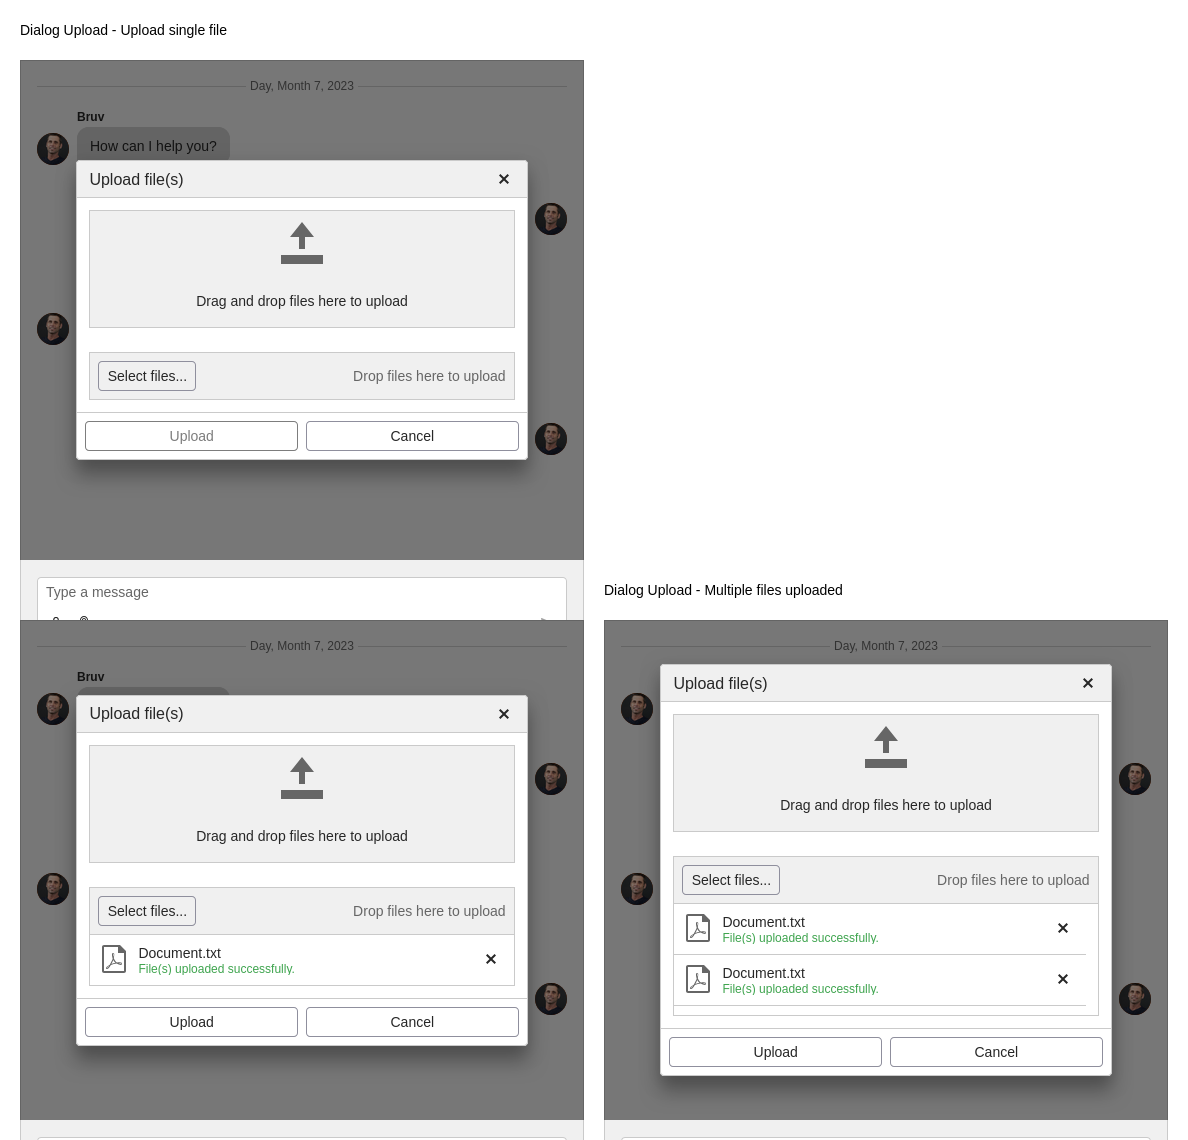 Dialog Upload - Upload single file
Day, Month 7, 2023
Bruv
How can I help you?
Upload file(s)
Drag and drop files here to upload
Select files...
Drop files here to upload
Upload
Cancel
Type a message
Day, Month 7, 2023
Bruv
Upload file(s)
Drag and drop files here to upload
Select files...
Drop files here to upload
Document.txt
File(s) uploaded successfully.
Upload
Cancel
Dialog Upload - Multiple files uploaded
Day, Month 7, 2023
Upload file(s)
Drag and drop files here to upload
Select files...
Drop files here to upload
Document.txt
File(s) uploaded successfully.
Document.txt
File(s) uploaded successfully.
Upload
Cancel